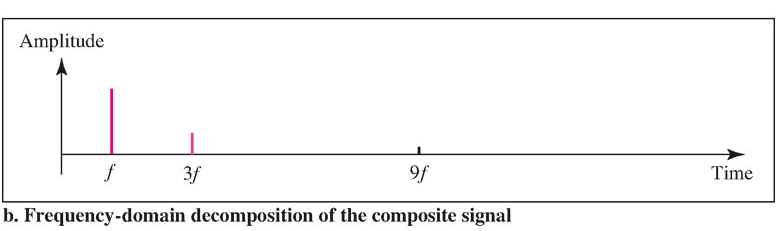 Amplitude
f 3f 9f Time
b. Frequency-domain decomposition of the composite signal